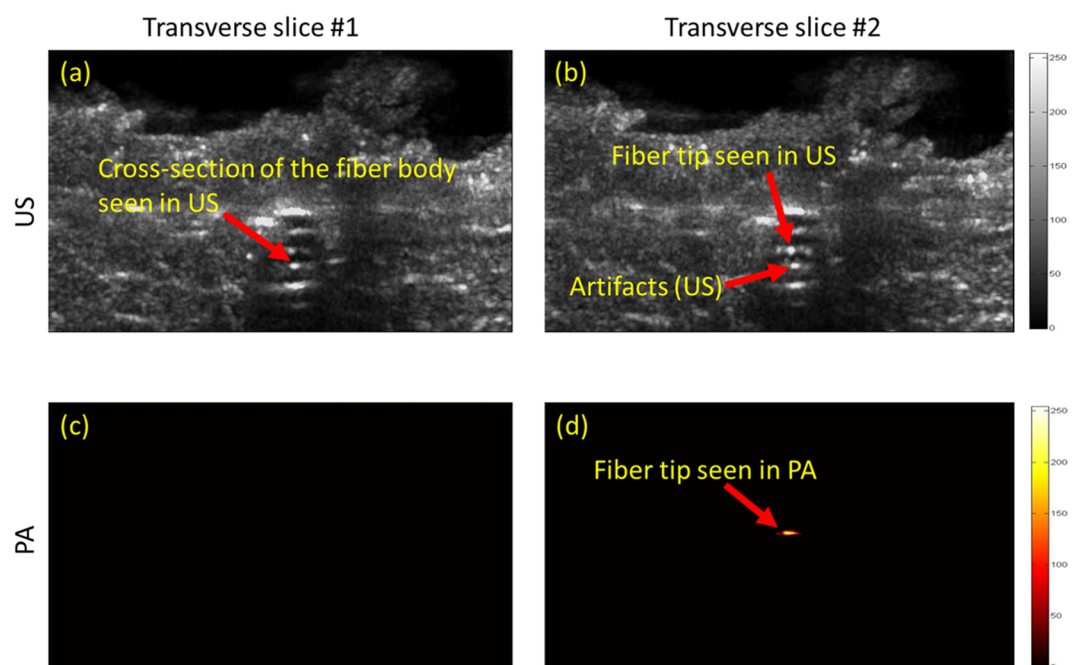 Transverse slice #1
Transverse slice #2
US
(a)
Cross-section of the fiber body
seen in US
(b)
Fiber tip seen in US
Artifacts (US)
250
200
150
100
50
0
PA
(c)
(d)
Fiber tip seen in PA
250
200
150
100
50
0